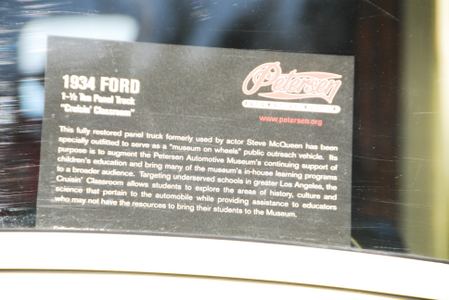 1934 FORD
1-½ Ton Panel Truck
"Cruisin' Classroom"
Petersen
www.petersen.org
This fully restored panel truck formerly used by actor Steve McQueen has been
specially outfitted to serve as a "museum on wheels" public outreach vehicle. Its
purpose is to augment the Petersen Automotive Museum's continuing support of
children's education and bring many of the museum's in-house learning programs
to a broader audience. Targeting underserved schools in greater Los Angeles, the
Cruisin' Classroom allows students to explore the areas of history, culture and
science that pertain to the automobile while providing assistance to educators
who may not have the resources to bring their students to the Museum.